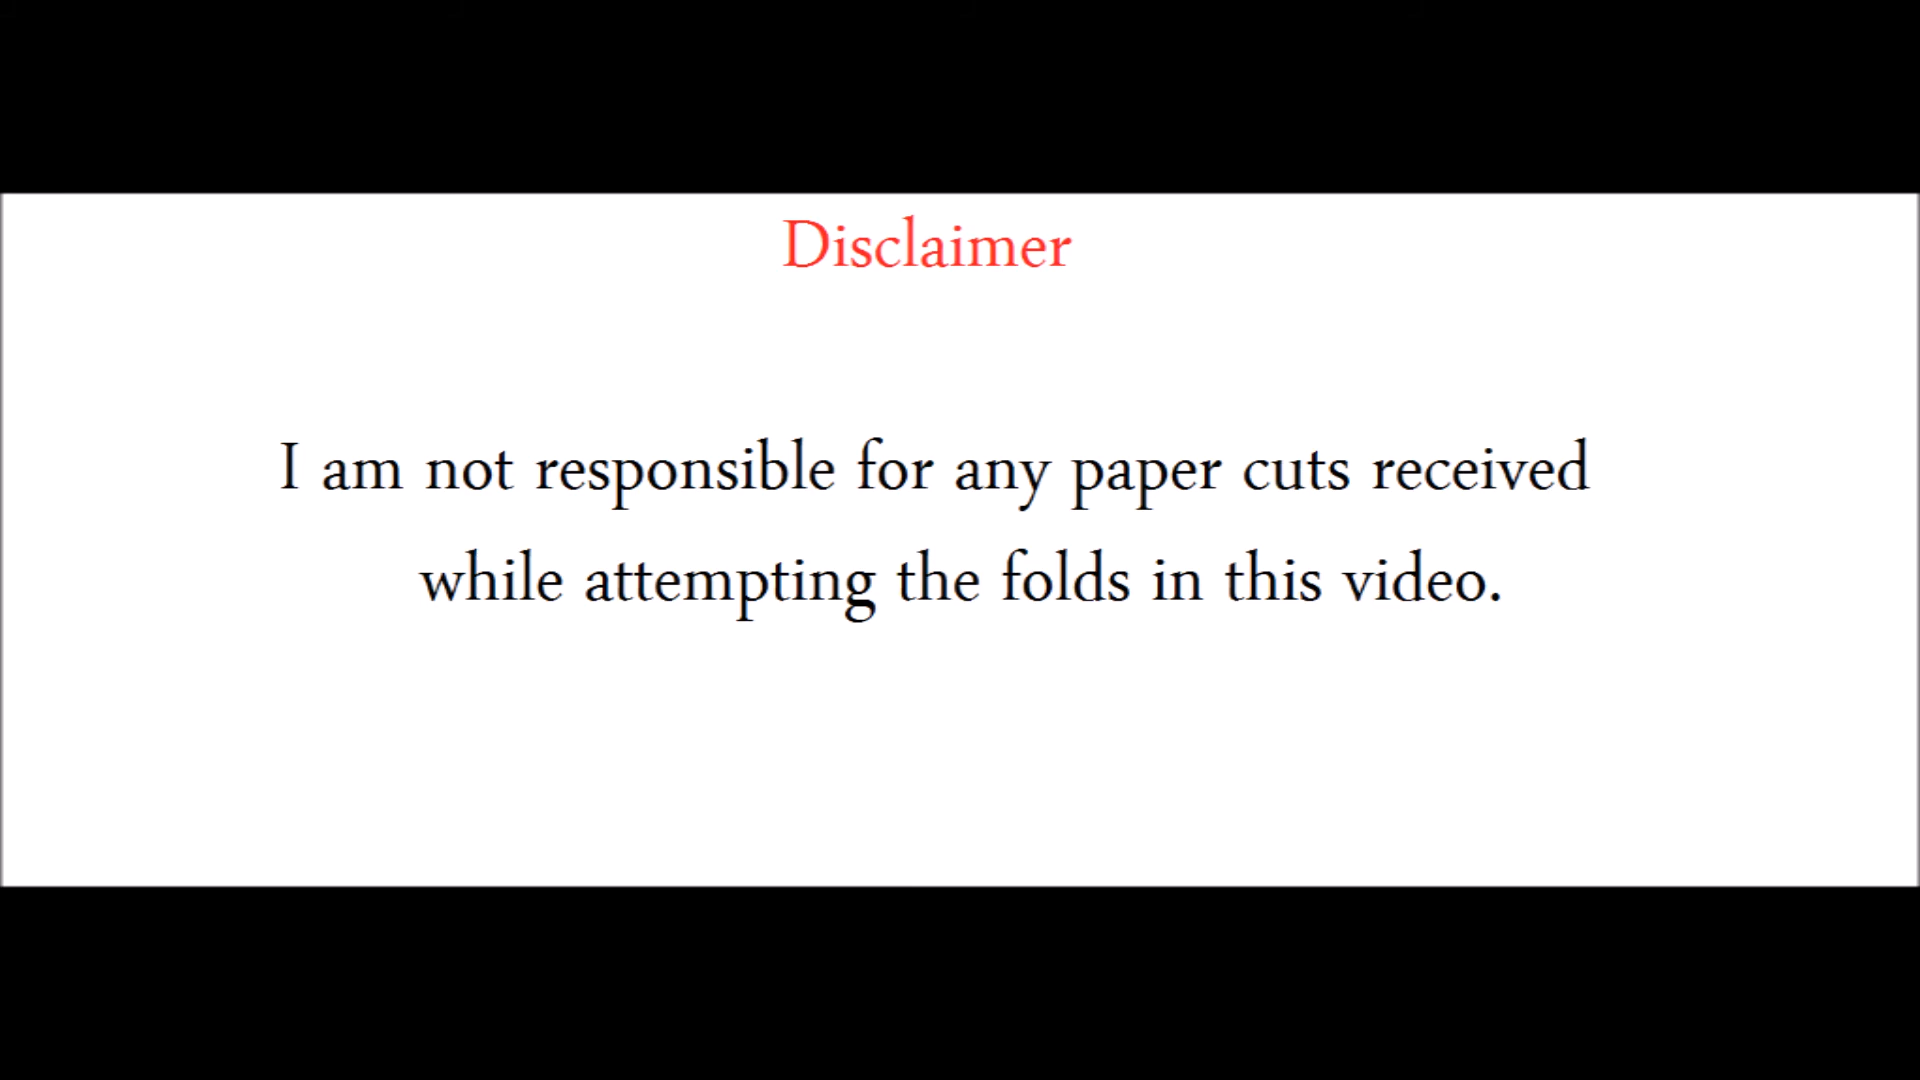 Disclaimer
I am not responsible for any paper cuts received
while attempting the folds in this video.